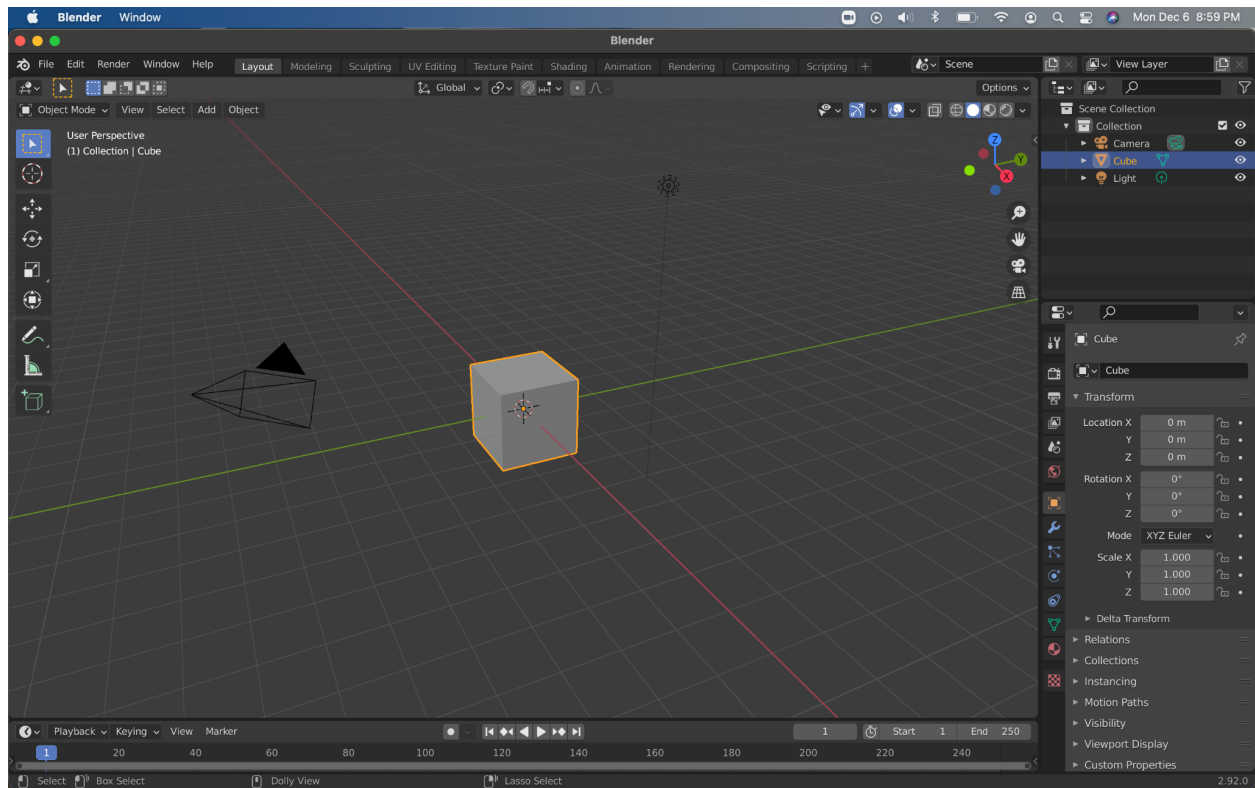 Blender Window Mon Dec 6 8:59 PM
Blender
File Edit Render Window Help Layout Modeling Sculpting UV Editing Texture Paint Shading Animation Rendering Compositing Scripting + Scene View Layer
Global Options
Object Mode View Select Add Object
User Perspective
(1) Collection | Cube
Z
Y
X
Scene Collection
Collection
Camera
Cube
Light
Cube
Cube
Transform
Location X 0 m
Y 0 m
Z 0 m
Rotation X 0°
Y 0°
Z 0°
Mode XYZ Euler
Scale X 1.000
Y 1.000
Z 1.000
Delta Transform
Relations
Collections
Instancing
Motion Paths
Visibility
Viewport Display
Custom Properties
Playback Keying View Marker 1 Start 1 End 250
1 20 40 60 80 100 120 140 160 180 200 220 240
Select Box Select Dolly View Lasso Select 2.92.0